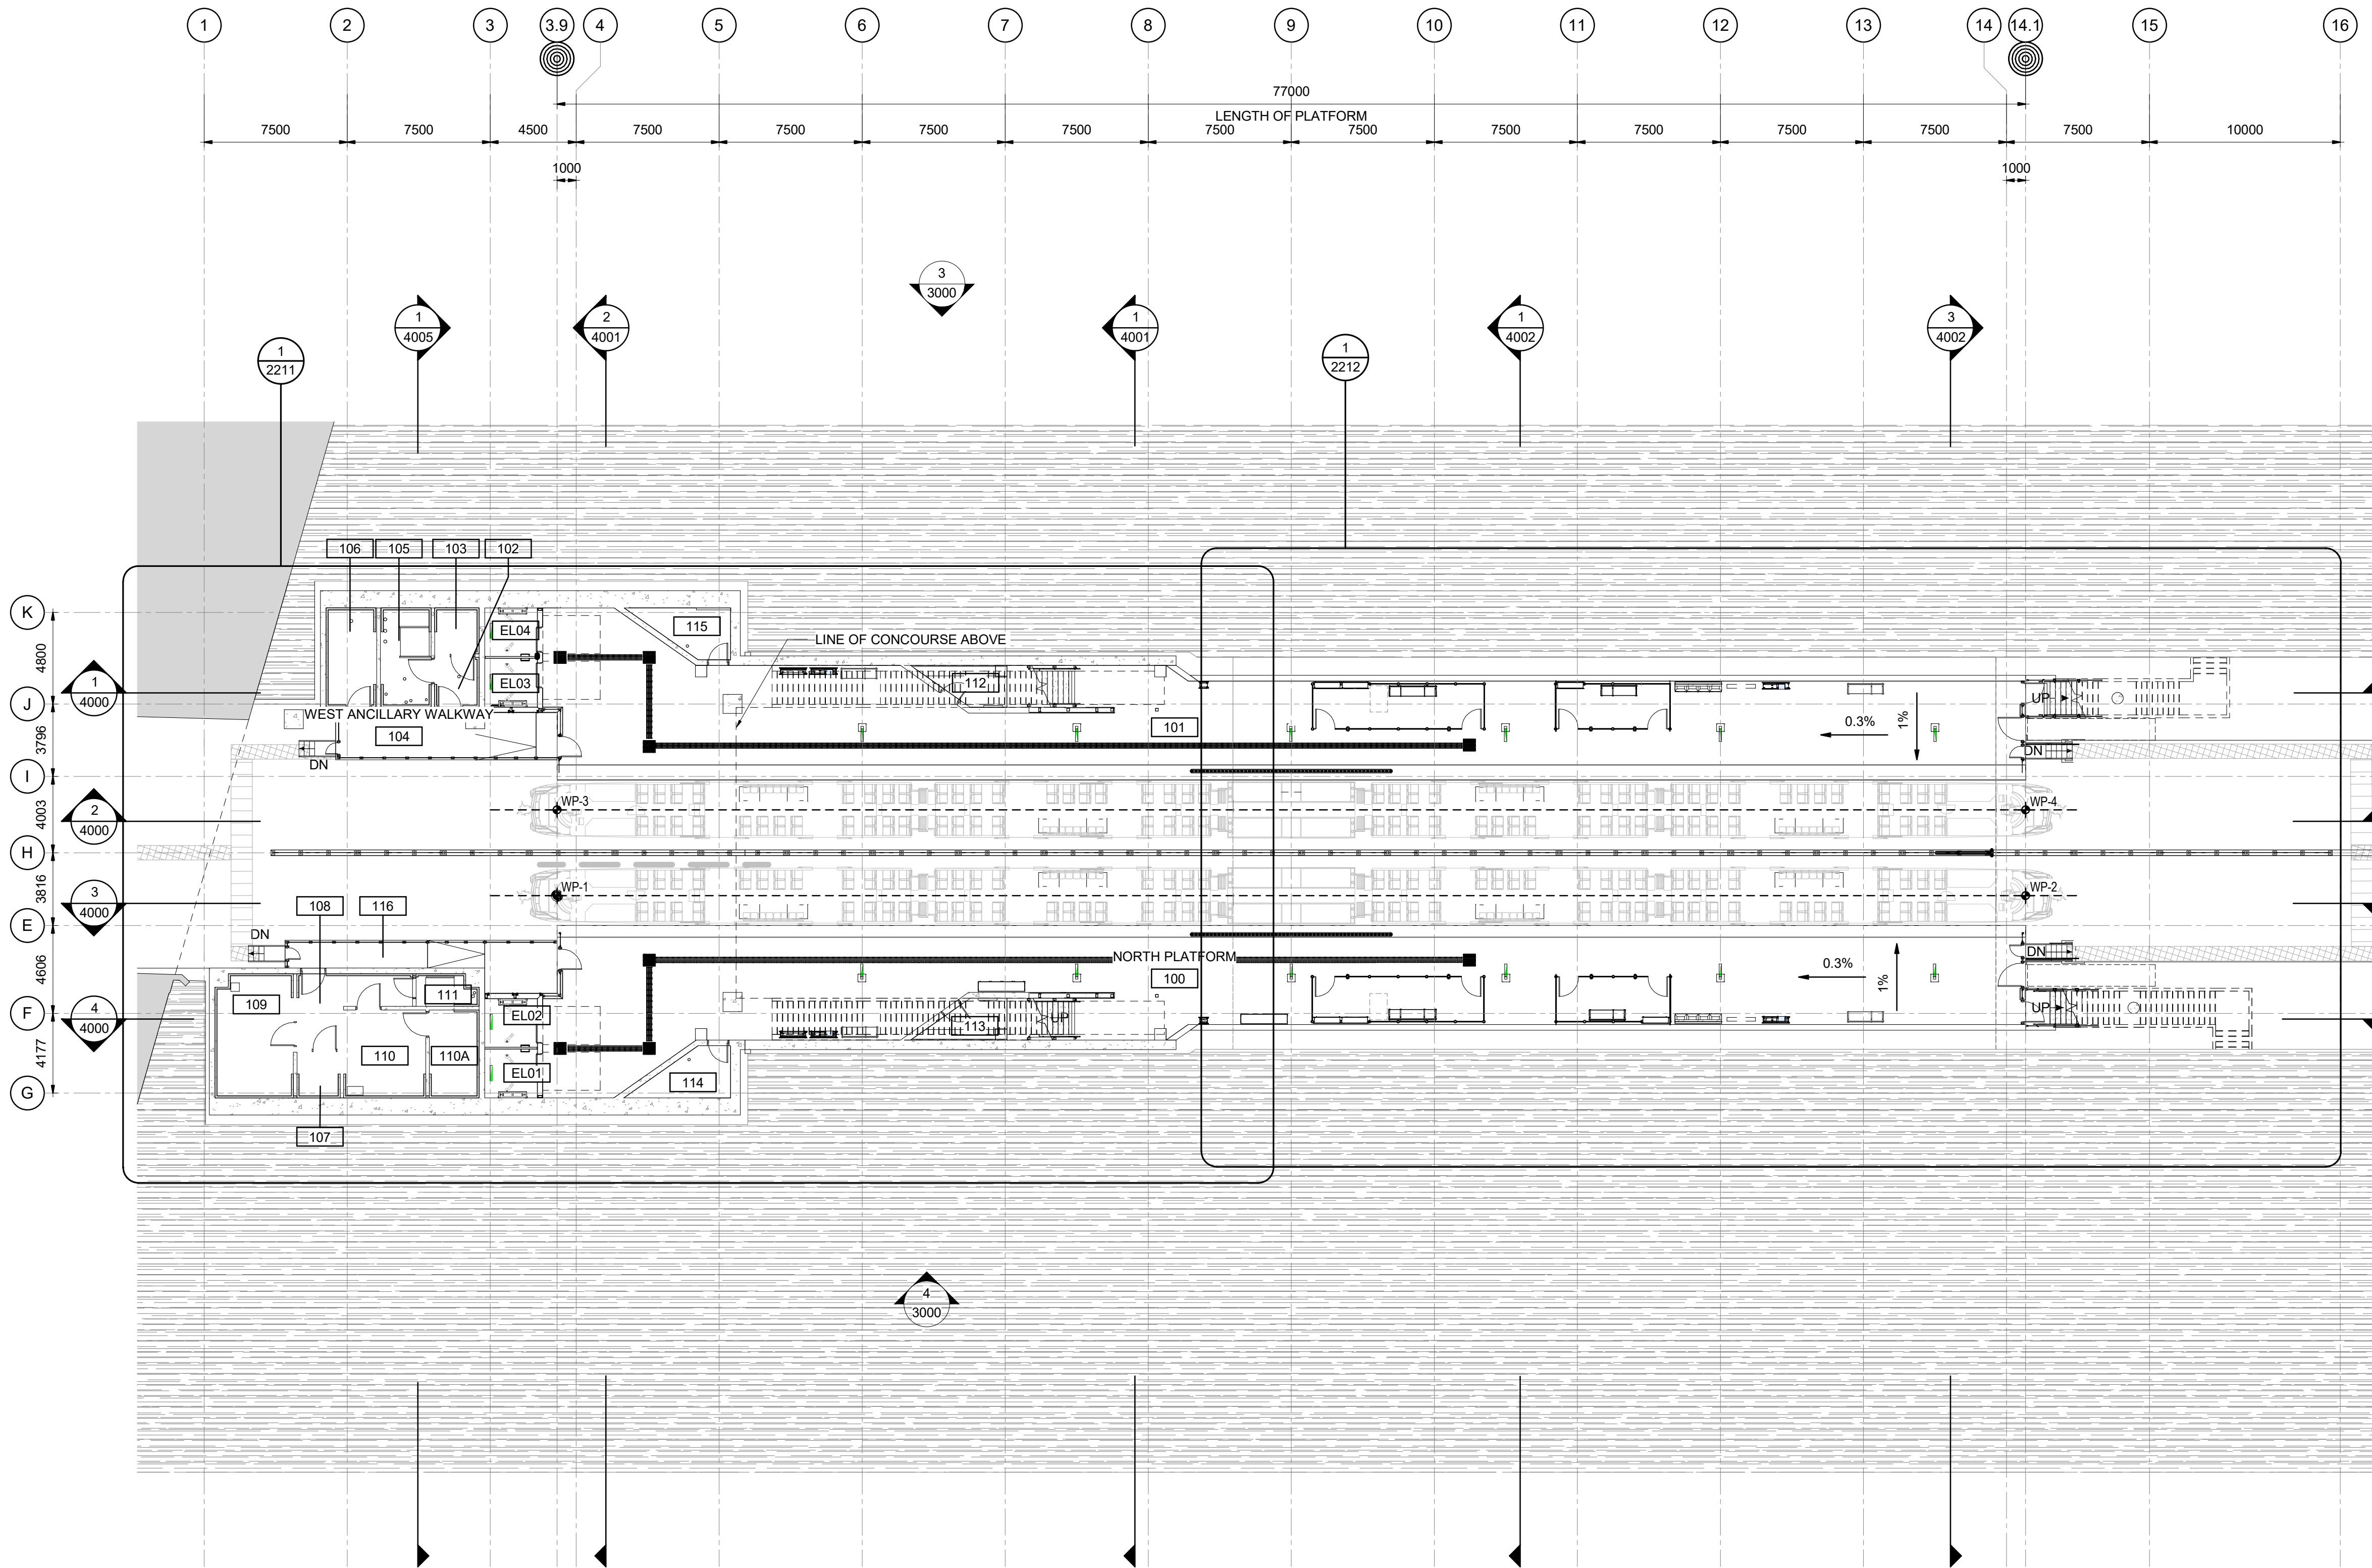 1 2 3 3.9 4 5 6 7 8 9 10 11 12 13 14 14.1 15 16
77000
LENGTH OF PLATFORM
7500 7500 4500 7500 7500 7500 7500 7500 7500 7500 7500 7500 7500 7500 10000
1000 1000
3
3000
1
4005
2
4001
1
4001
1
4002
3
4002
1
2211
1
2212
106 105 103 102
K
EL04
115
LINE OF CONCOURSE ABOVE
4800
1
4000
EL03
112
J
WEST ANCILLARY WALKWAY
104
101
UP
0.3%
1%
3796
DN
DN
I
4003
2
4000
WP-3
WP-4
H
3816
3
4000
WP-1
WP-2
108 116
E
DN
DN
4606
NORTH PLATFORM
100
0.3%
1%
109
111
F
4
4000
EL02
113
UP
UP
4177
110
110A
EL01
114
G
107
4
3000